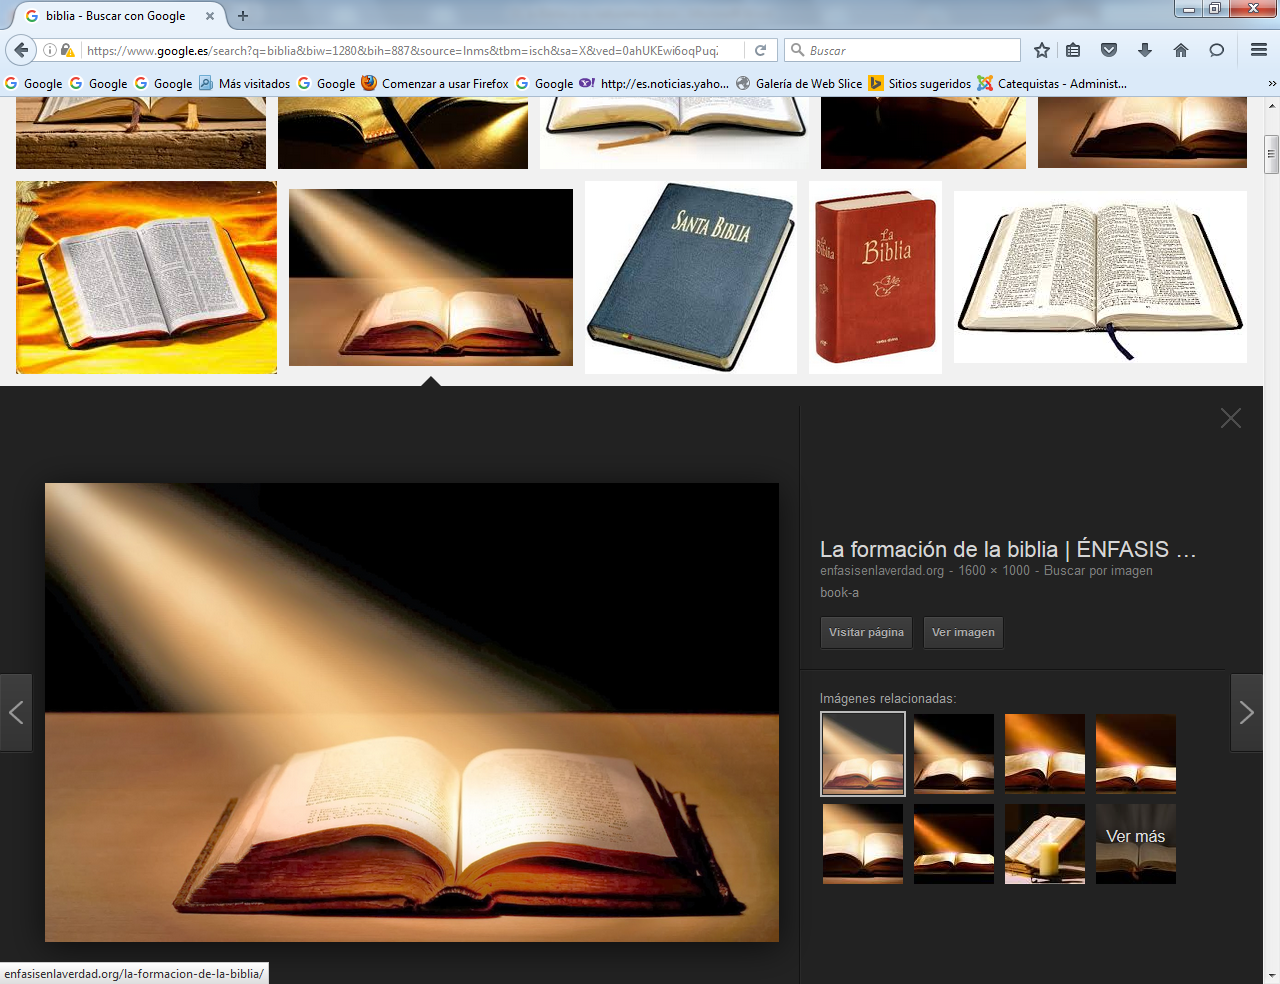 biblia - Buscar con Google
https://www.google.es/search?q=biblia&biw=1280&bih=887&source=lnms&tbm=isch&sa=X&ved=0ahUKEwi6oqPuq
Buscar
Google
Google
Google
Más visitados
Google
Comenzar a usar Firefox
Google
http://es.noticias.yaho...
Galería de Web Slice
Sitios sugeridos
Catequistas - Administ...
»
SANTA BIBLIA
La
Biblia
La
Biblia
La formación de la biblia | ÉNFASIS ...
enfasisenlaverdad.org - 1600 × 1000 - Buscar por imagen
book-a
Visitar página
Ver imagen
Imágenes relacionadas:
Ver más
enfasisenlaverdad.org/la-formacion-de-la-biblia/